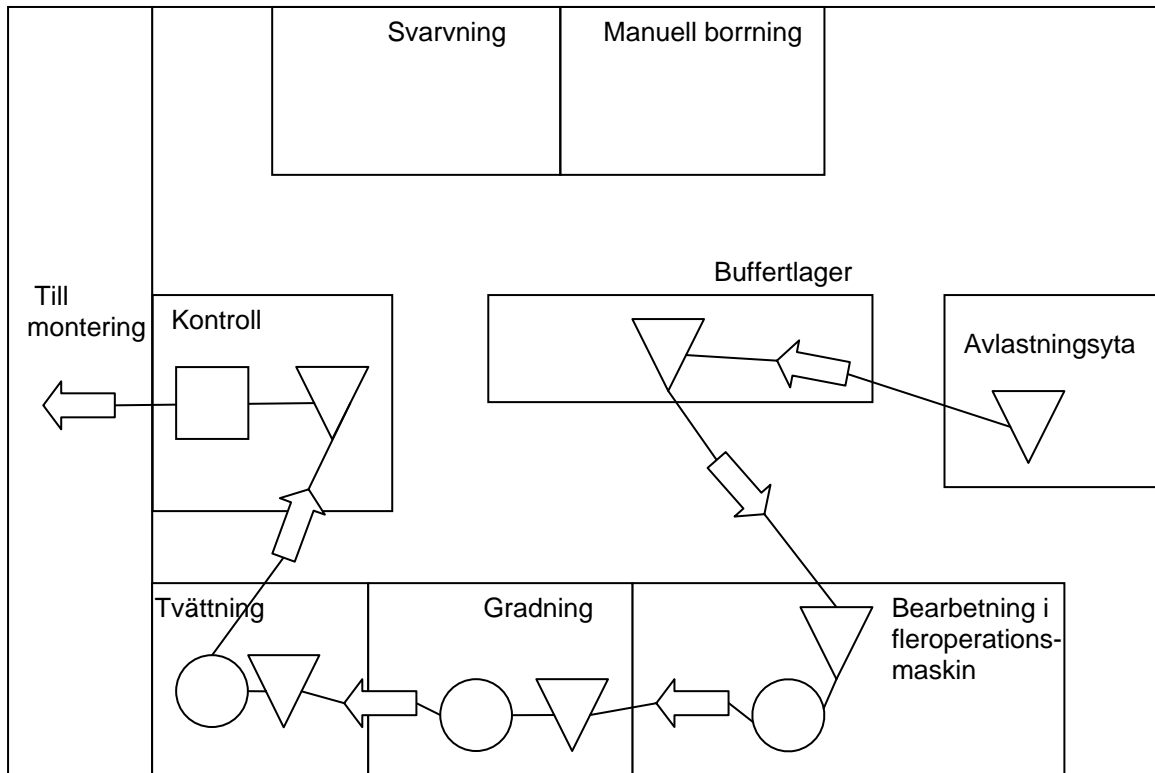 Svarvning
Manuell borrning
Buffertlager
Till
montering
Kontroll
Avlastningsyta
Tvättning
Gradning
Bearbetning i
fleroperations-
maskin